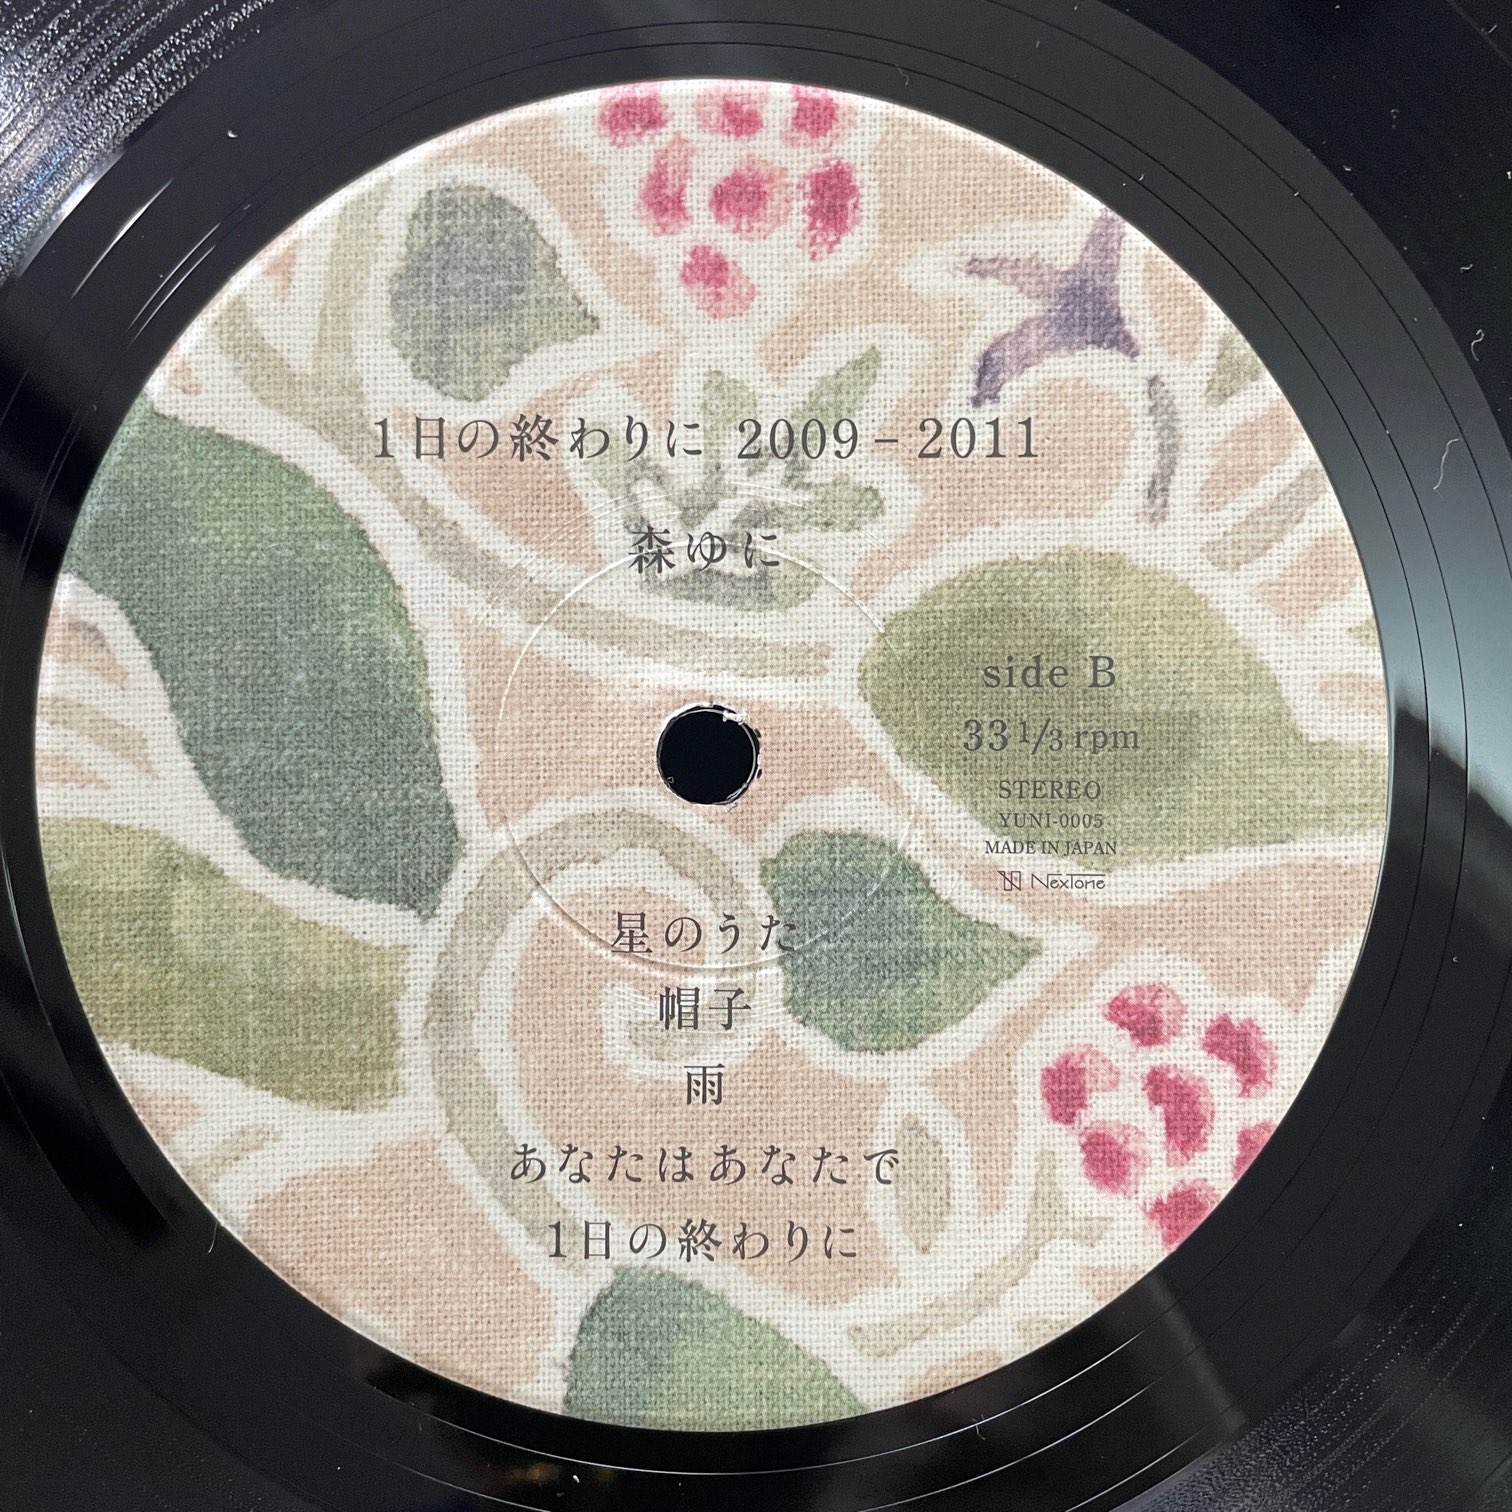 1日の終わりに 2009–2011
森ゆに
side B
33 1/3 rpm
STEREO
YUNI-0005
MADE IN JAPAN
NexTone
星のうた
帽子
雨
あなたはあなたで
1日の終わりに